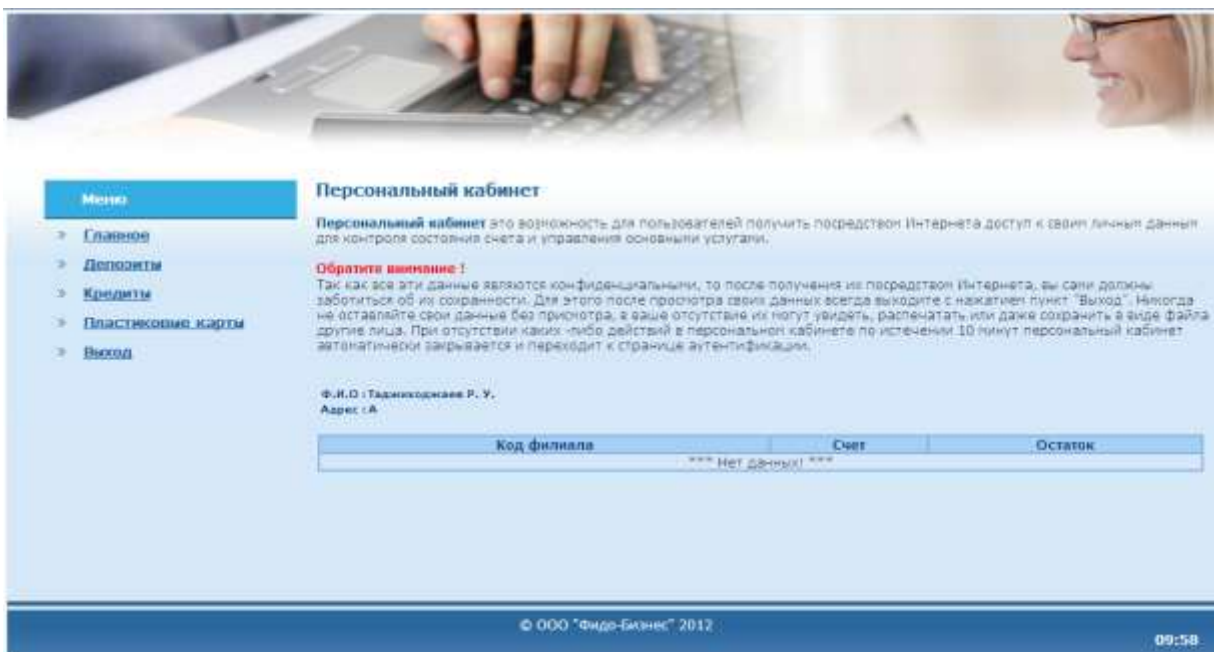 Меню
Главное
Депозиты
Кредиты
Пластиковые карты
Выход
Персональный кабинет
Персональный кабинет это возможность для пользователей получить посредством Интернета доступ к своим личным данным
для контроля состояния счета и управления основными услугами.
Обратите внимание !
Так как все эти данные являются конфиденциальными, то после получения их посредством Интернета, вы сами должны
заботиться об их сохранности. Для этого после просмотра своих данных всегда выходите с нажатием пункт "Выход". Никогда
не оставляйте свои данные без присмотра, в ваше отсутствие их могут увидеть, распечатать или даже сохранить в виде файла
другие лица. При отсутствии каких -либо действий в персональном кабинете по истечении 10 минут персональный кабинет
автоматически закрывается и переходит к странице аутентификации.
Ф.И.О : Таджиходжаев Р. У.
Адрес : А
Код филиала Счет Остаток
*** Нет данных! ***
© ООО "Фидо-Бизнес" 2012
09:58